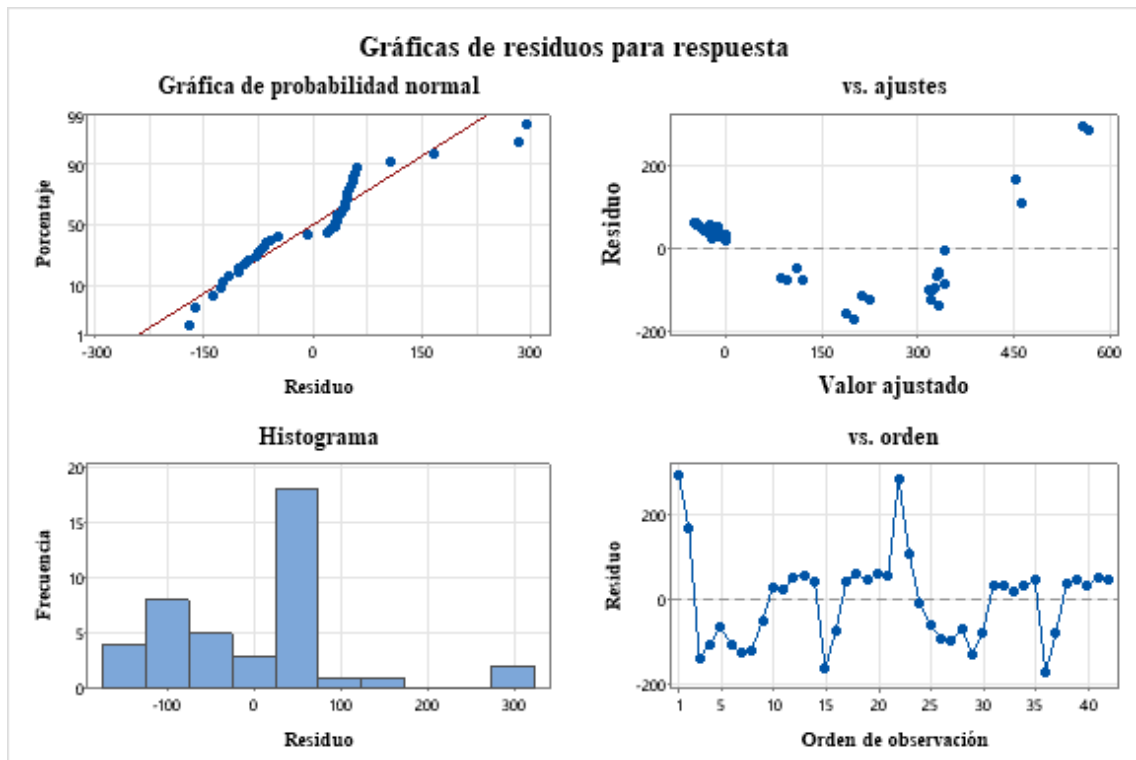 Gráficas de residuos para respuesta
Gráfica de probabilidad normal
99
90
50
10
1
Porcentaje
-300 -150 0 150 300
Residuo
vs. ajustes
200
0
-200
Residuo
0 150 300 450 600
Valor ajustado
Histograma
20
15
10
5
0
Frecuencia
-100 0 100 200 300
Residuo
vs. orden
200
0
-200
Residuo
1 5 10 15 20 25 30 35 40
Orden de observación